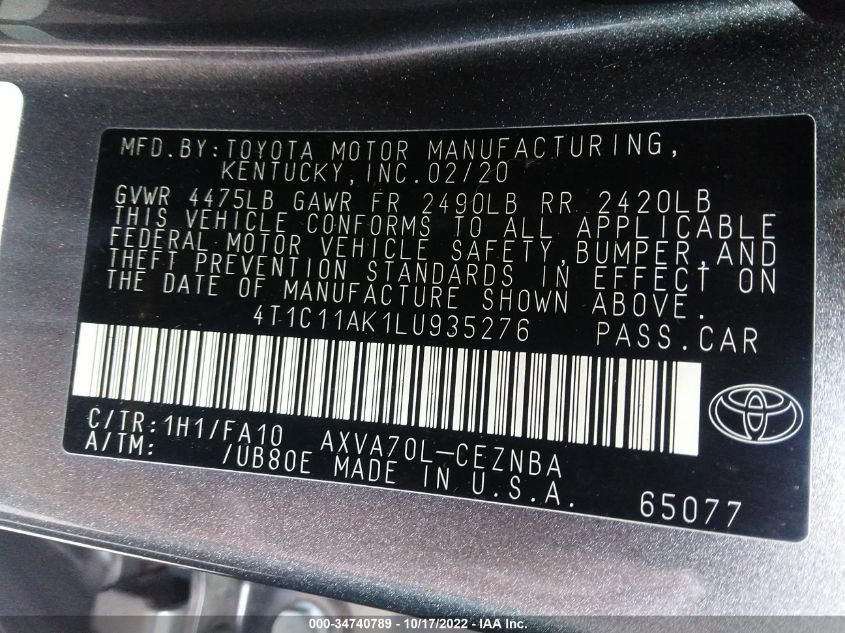 MFD.BY:TOYOTA MOTOR MANUFACTURING,
KENTUCKY,INC.02/20
GVWR 4475LB GAWR FR 2490LB RR 2420LB
THIS VEHICLE CONFORMS TO ALL APPLICABLE
FEDERAL MOTOR VEHICLE SAFETY,BUMPER,AND
THEFT PREVENTION STANDARDS IN EFFECT ON
THE DATE OF MANUFACTURE SHOWN ABOVE.
4T1C11AK1LU935276 PASS.CAR
C/TR:1H1/FA10 AXVA70L-CEZNBA
A/TM: /UB80E MADE IN U.S.A. 65077
000-34740789 - 10/17/2022 - IAA Inc.